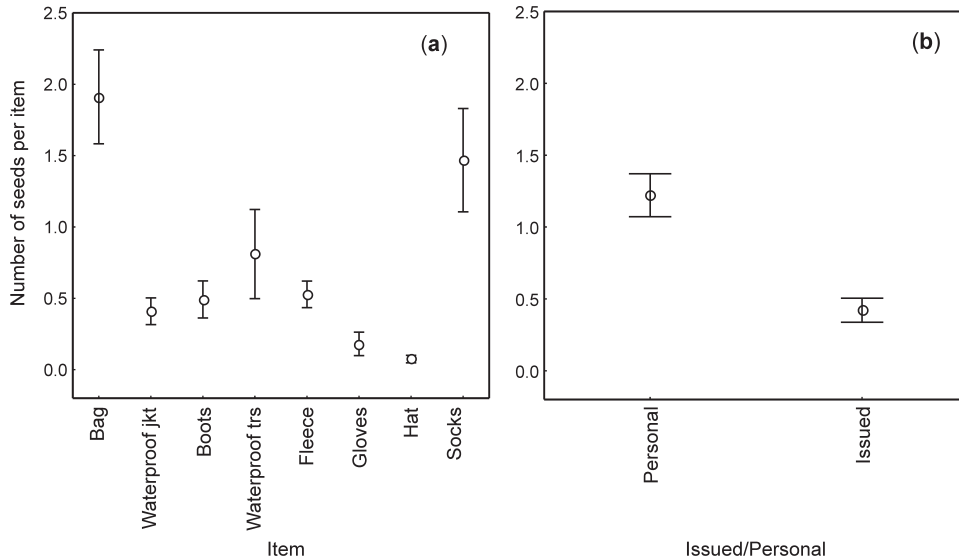 (a)
Number of seeds per item
2.5
2.0
1.5
1.0
0.5
0.0
Bag
Waterproof jkt
Boots
Waterproof trs
Fleece
Gloves
Hat
Socks
Item
(b)
2.5
2.0
1.5
1.0
0.5
0.0
Personal
Issued
Issued/Personal